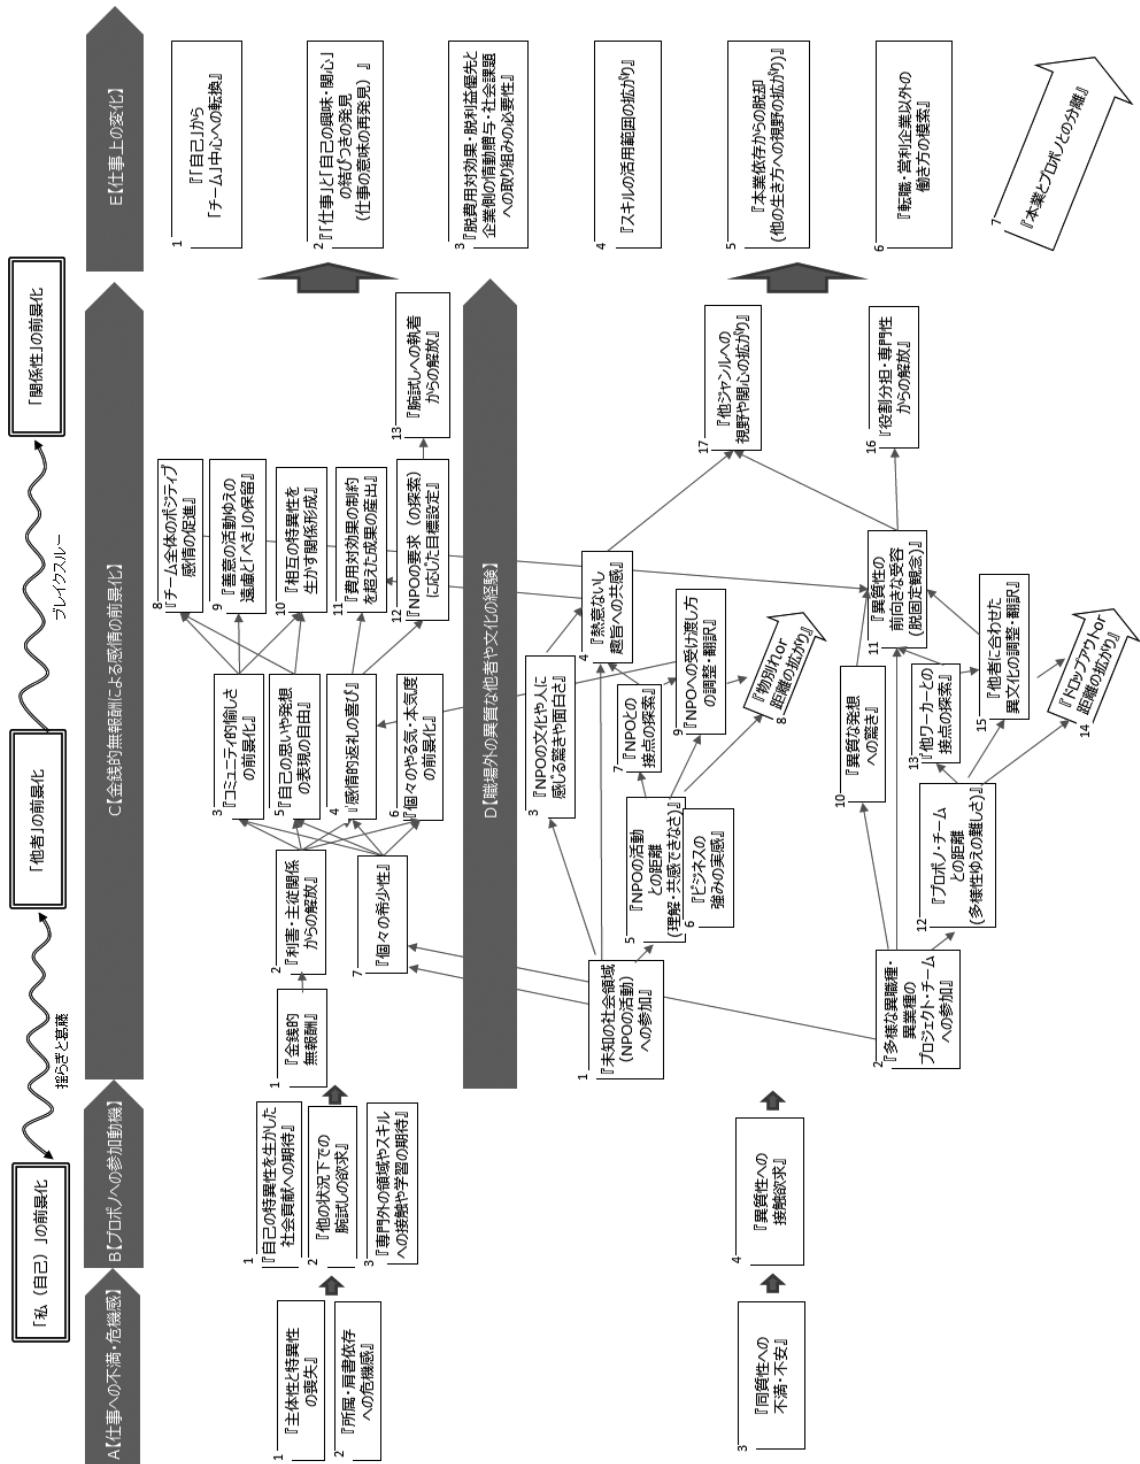 「私（自己）」の前景化
揺らぎと葛藤
「他者」の前景化
ブレイクスルー
「関係性」の前景化
A【仕事への不満・危機感】
B【プロボノへの参加動機】
C【金銭的無報酬による感情の前景化】
E【仕事上の変化】
1
『主体性と特異性
の喪失』
2
『所属・肩書依存
への危機感』
3
『同質性への
不満・不安』
1
『自己の特異性を生かした
社会貢献への期待』
2
『他の状況下での
腕試しの欲求』
3
『専門外の領域やスキル
への接触や学習の期待』
4
『異質性への
接触欲求』
1
『金銭的
無報酬』
2
『利害・主従関係
からの解放』
7
『個々の希少性』
3
『コミュニティ的愉しさ
の前景化』
5
『自己の思いや発想
の表現の自由』
4
『感情的返礼の喜び』
6
『個々のやる気・本気度
の前景化』
8
『チーム全体のポジティブ
感情の促進』
9
『善意の活動ゆえの
遠慮と「べき」の保留』
10
『相互の特異性を
生かす関係形成』
11
『費用対効果の制約
を超えた成果の産出』
12
『NPOの要求（の探索）
に応じた目標設定』
13
『腕試しへの執着
からの解放』
D【職場外の異質な他者や文化の経験】
1
『未知の社会領域
（NPOの活動）
への参加』
2
『多様な異職種・
異業種の
プロジェクト・チーム
への参加』
3
『NPOの文化や人に
感じる驚きや面白さ』
4
『熱意ないし
趣旨への共感』
5
『NPOの活動
との距離
(理解・共感できなさ)』
6
『ビジネスの
強みの実感』
7
『NPOとの
接点の探索』
9
『NPOへの受け渡し方
の調整・翻訳』
8
『物別れor
距離の拡がり』
10
『異質な発想
への驚き』
11
『異質性の
前向きな受容
(脱固定観念)』
12
『プロボノ・チーム
との距離
(多様性ゆえの難しさ)』
13
『他ワーカーとの
接点の探索』
15
『他者に合わせた
異文化の調整・翻訳』
14
『ドロップアウトor
距離の拡がり』
17
『他ジャンルへの
視野や関心の拡がり』
16
『役割分担・専門性
からの解放』
1
『「自己」から
「チーム」中心への転換』
2
『「仕事」と「自己の興味・関心」
の結びつきの発見
（仕事の意味の再発見）』
3
『脱費用対効果・脱利益優先と
企業側の情動贈与・社会課題
への取り組みの必要性』
4
『スキルの活用範囲の拡がり』
5
『本業依存からの脱却
(他の生き方への視野の拡がり)』
6
『転職・営利企業以外の
働き方の模索』
7
『本業とプロボノとの分離』